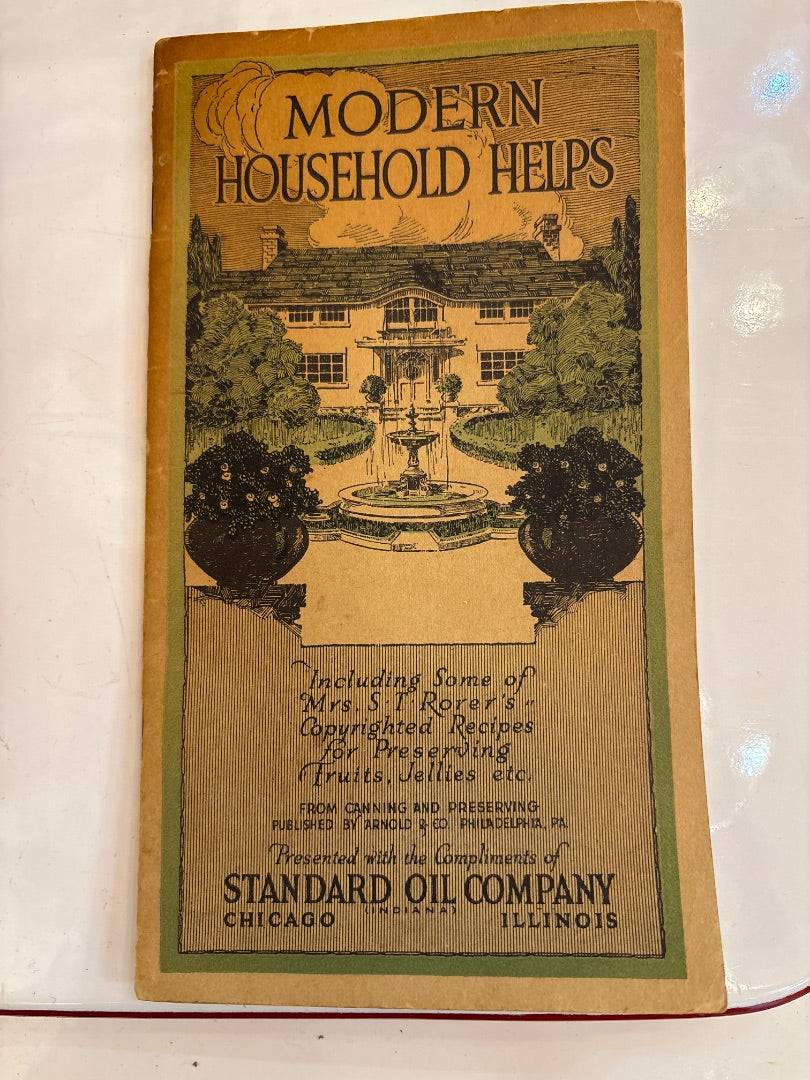 MODERN
HOUSEHOLD HELPS
Including Some of
Mrs. S. T. Rorer's
Copyrighted Recipes
for Preserving
Fruits, Jellies etc.
FROM CANNING AND PRESERVING
PUBLISHED BY ARNOLD & CO. PHILADELPHIA, PA.
Presented with the Compliments of
STANDARD OIL COMPANY
(INDIANA)
CHICAGO ILLINOIS